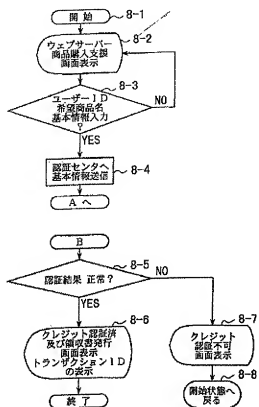 開始
8-1
8-2
ウェブサーバー
商品購入支援
画面表示
8-3
ユーザーID
希望商品名
基本情報入力
?
NO
YES
認証センタへ
基本情報送信
8-4
Aへ
B
8-5
認証結果 正常?
NO
YES
8-6
クレジット認証済
及び領収書発行
画面表示
トランザクションID
の表示
8-7
クレジット
認証不可
画面表示
8-8
終了
開始状態へ
戻る